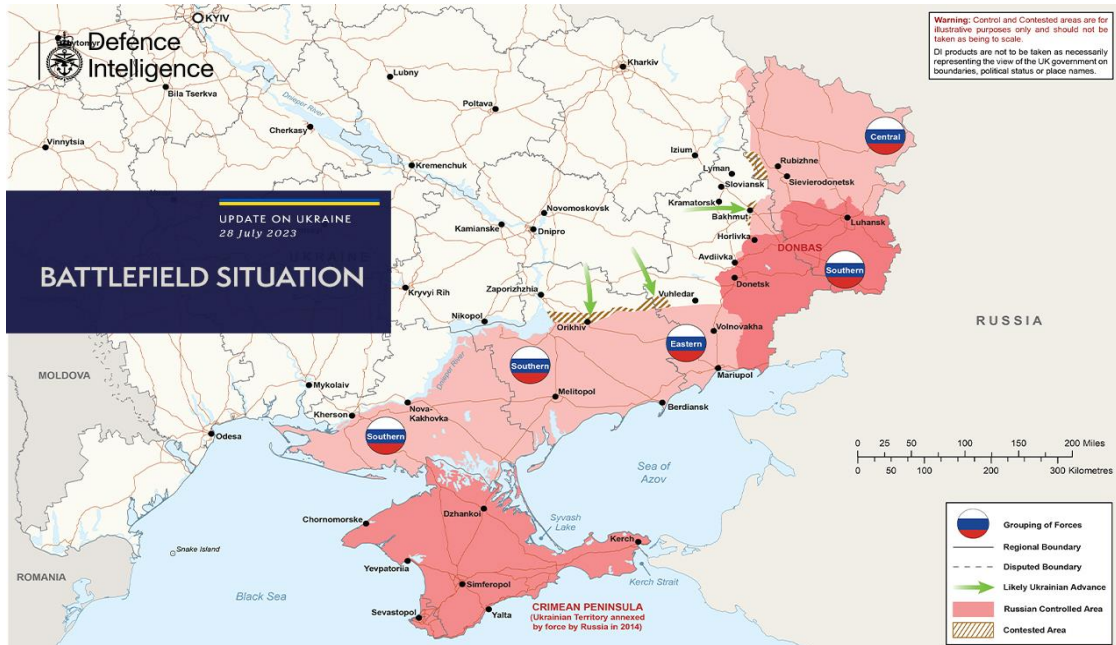 KYIV
Defence
Intelligence
Warning: Control and Contested areas are for
illustrative purposes only and should not be
taken as being to scale.
DI products are not to be taken as necessarily
representing the view of the UK government on
boundaries, political status or place names.
Bila Tserkva
Lubny
Kharkiv
Poltava
Dnieper River
Cherkasy
Vinnytsia
Kremenchuk
Izium
Lyman
Rubizhne
Central
Sloviansk
Sievierodonetsk
Kramatorsk
Bakhmut
UPDATE ON UKRAINE
28 July 2023
BATTLEFIELD SITUATION
Novomoskovsk
Kamianske
Dnipro
Luhansk
Horlivka
DONBAS
Avdiivka
Southern
Donetsk
Kryvyi Rih
Zaporizhzhia
Vuhledar
Nikopol
Orikhiv
Volnovakha
RUSSIA
Eastern
Southern
Dnieper River
MOLDOVA
Mariupol
Mykolaiv
Melitopol
Berdiansk
Kherson
Nova-
Kakhovka
Odesa
Southern
0 25 50 100 150 200 Miles
0 50 100 200 300 Kilometres
Sea of
Azov
Chornomorske
Dzhankoi
Syvash
Lake
Snake Island
Kerch
Yevpatoriia
Kerch Strait
ROMANIA
Simferopol
Black Sea
Sevastopol
Yalta
CRIMEAN PENINSULA
(Ukrainian Territory annexed
by force by Russia in 2014)
LEGEND
Grouping of Forces
Regional Boundary
Disputed Boundary
Likely Ukrainian Advance
Russian Controlled Area
Contested Area